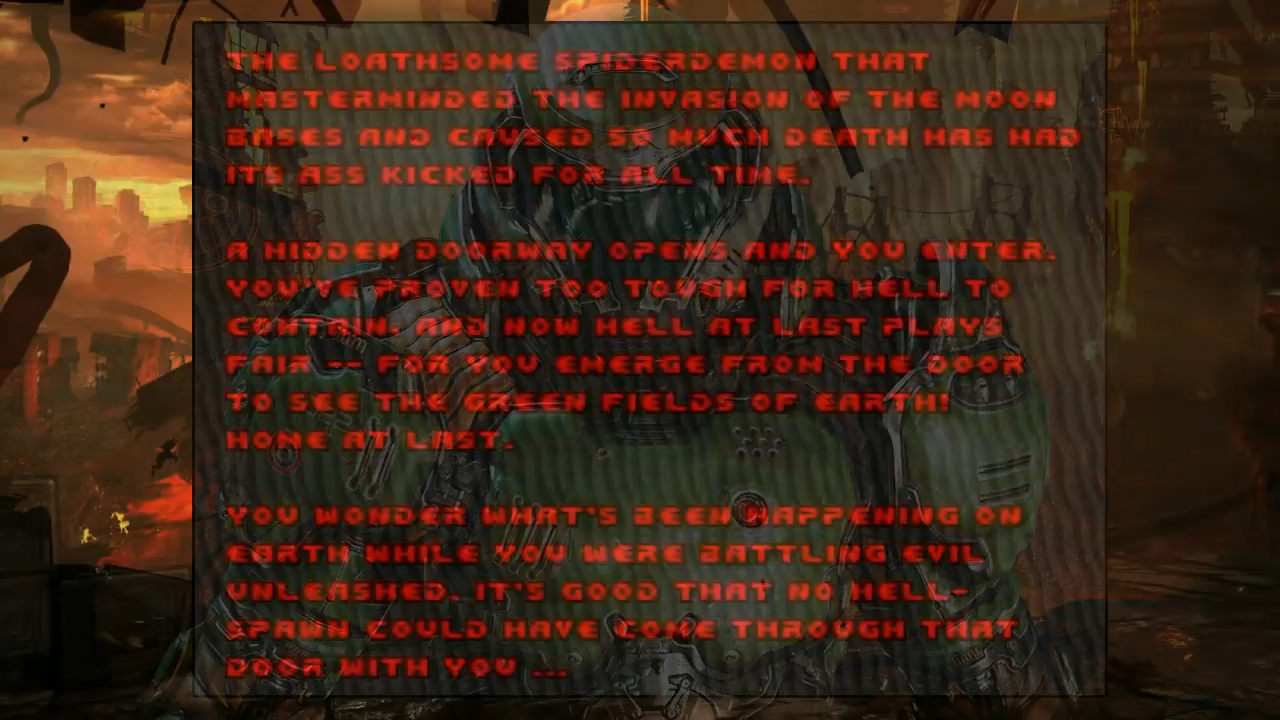 THE LOATHSOME SPIDERDEMON THAT
MASTERMINDED THE INVASION OF THE MOON
BASES AND CAUSED SO MUCH DEATH HAS HAD
ITS ASS KICKED FOR ALL TIME.
A HIDDEN DOORWAY OPENS AND YOU ENTER.
YOU'VE PROVEN TOO TOUGH FOR HELL TO
CONTAIN, AND NOW HELL AT LAST PLAYS
FAIR -- FOR YOU EMERGE FROM THE DOOR
TO SEE THE GREEN FIELDS OF EARTH!
HOME AT LAST.
YOU WONDER WHAT'S BEEN HAPPENING ON
EARTH WHILE YOU WERE BATTLING EVIL
UNLEASHED. IT'S GOOD THAT NO HELL-
SPAWN COULD HAVE COME THROUGH THAT
DOOR WITH YOU ...